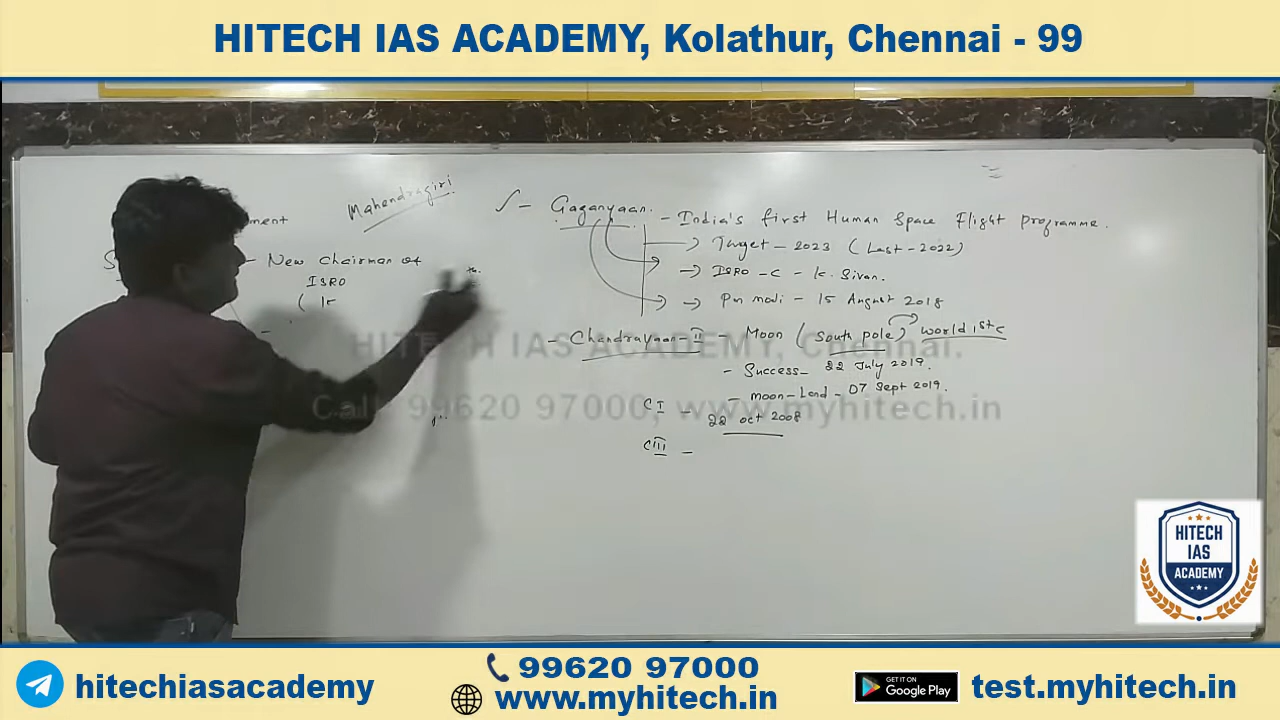 HITECH IAS ACADEMY, Kolathur, Chennai - 99
Mahendragiri
ment
- New Chairman of
ISRO
( K
Gaganyaan. - India's first Human Space Flight Programme.
→ Target - 2023 (Last - 2022)
→ ISRO - C - K. Sivan.
→ Pm modi - 15 August 2018
- Chandrayaan-II - Moon (South pole) world 1st c
- Success - 22 July 2019.
- moon-Land - 07 Sept 2019.
C I - 22 oct 2008
C III -
HITECH IAS ACADEMY, Chennai.
Call: 99620 97000, www.myhitech.in
HITECH
IAS
ACADEMY
hitechiasacademy
99620 97000
www.myhitech.in
GET IT ON
Google Play
test.myhitech.in